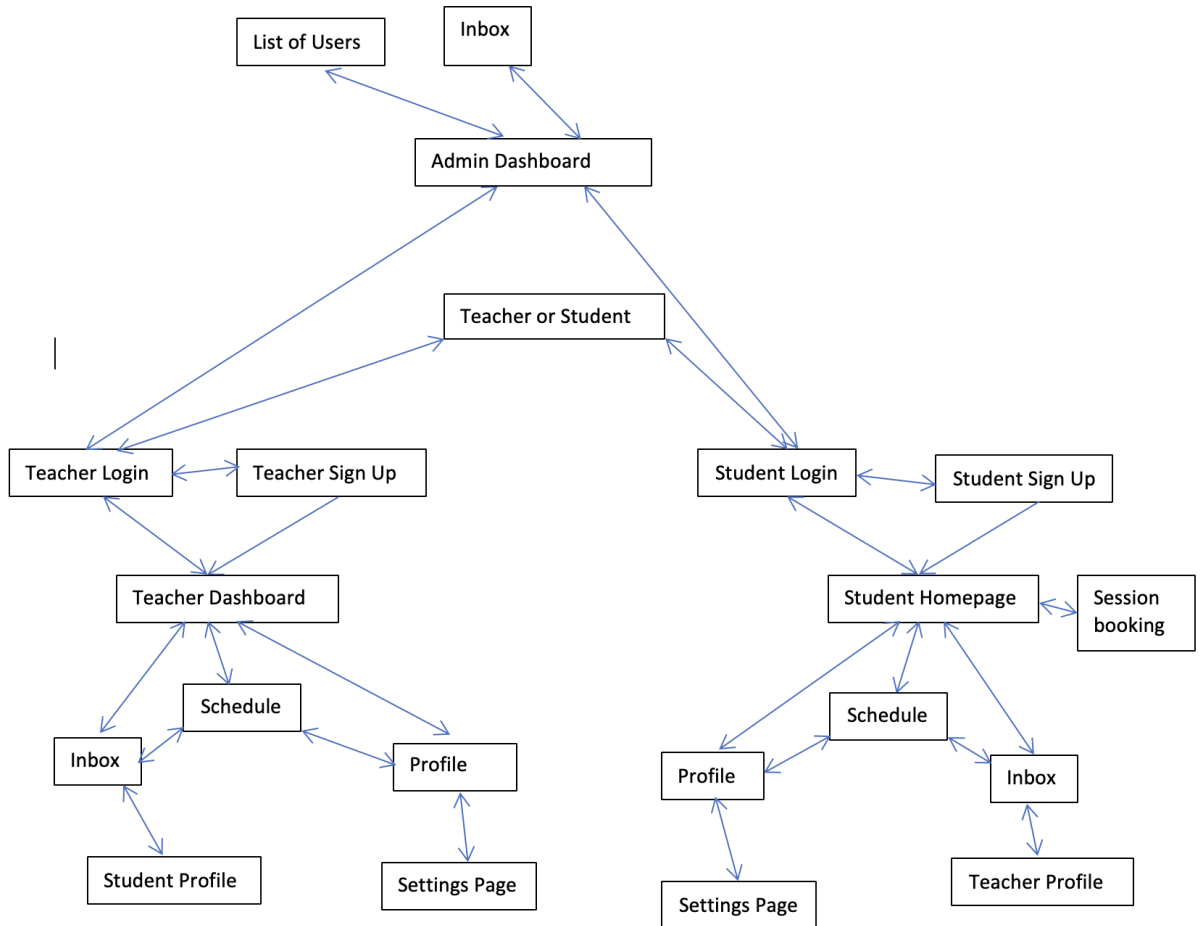 List of Users
Inbox
Admin Dashboard
Teacher or Student
Teacher Login
Teacher Sign Up
Student Login
Student Sign Up
Teacher Dashboard
Student Homepage
Session
booking
Schedule
Schedule
Inbox
Profile
Profile
Inbox
Student Profile
Settings Page
Settings Page
Teacher Profile